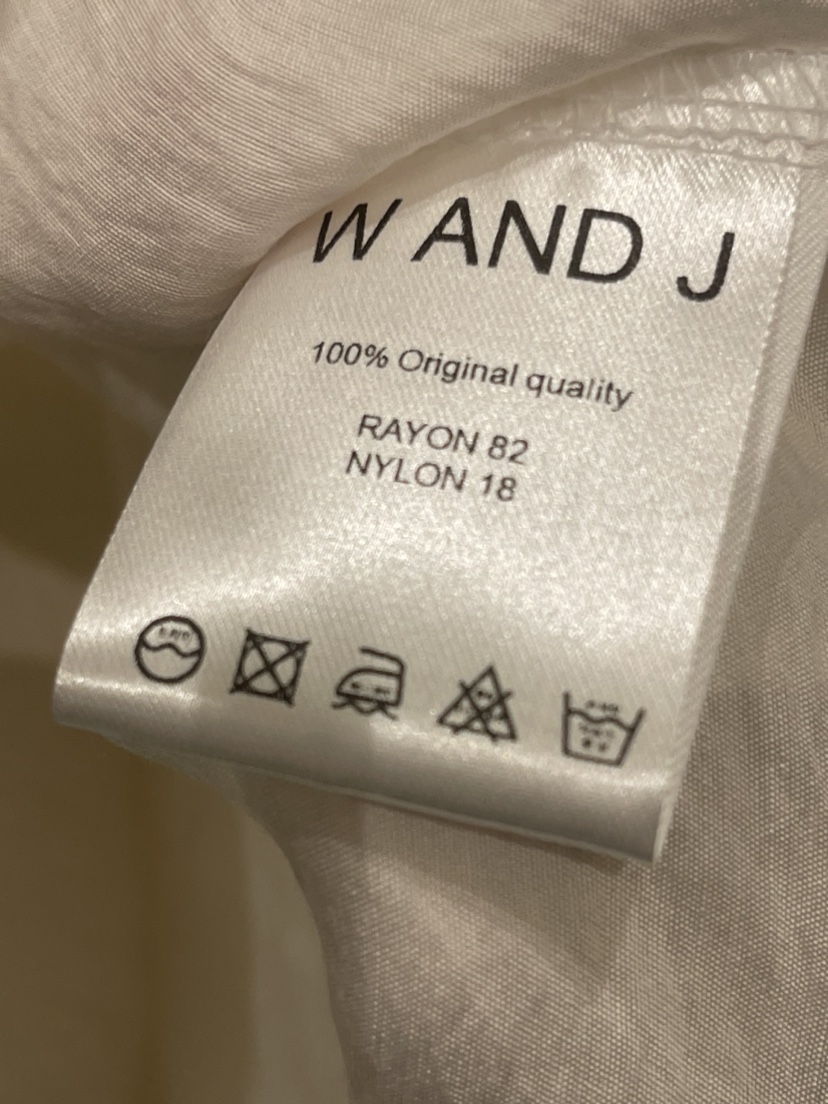 W AND J
100% Original quality
RAYON 82
NYLON 18